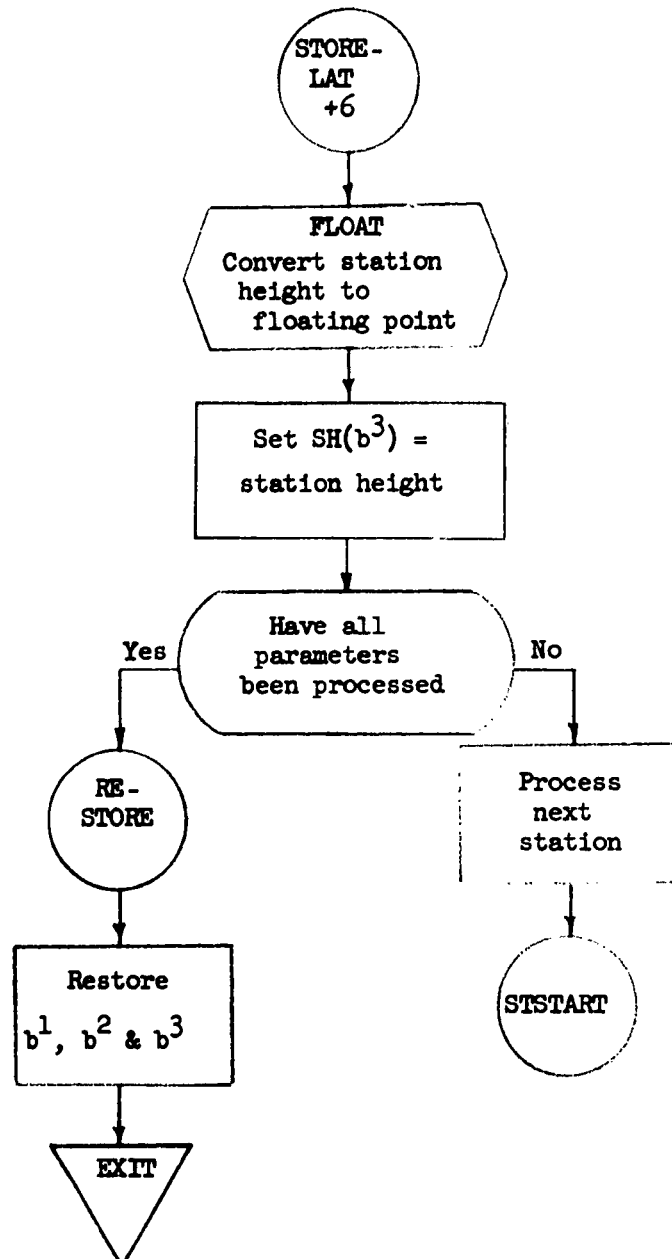 STORE-
LAT
+6
FLOAT
Convert station
height to
floating point
Set SH(b³) =
station height
Have all
parameters
been processed
Yes
No
RE-
STORE
Process
next
station
Restore
b¹, b² & b³
STSTART
EXIT